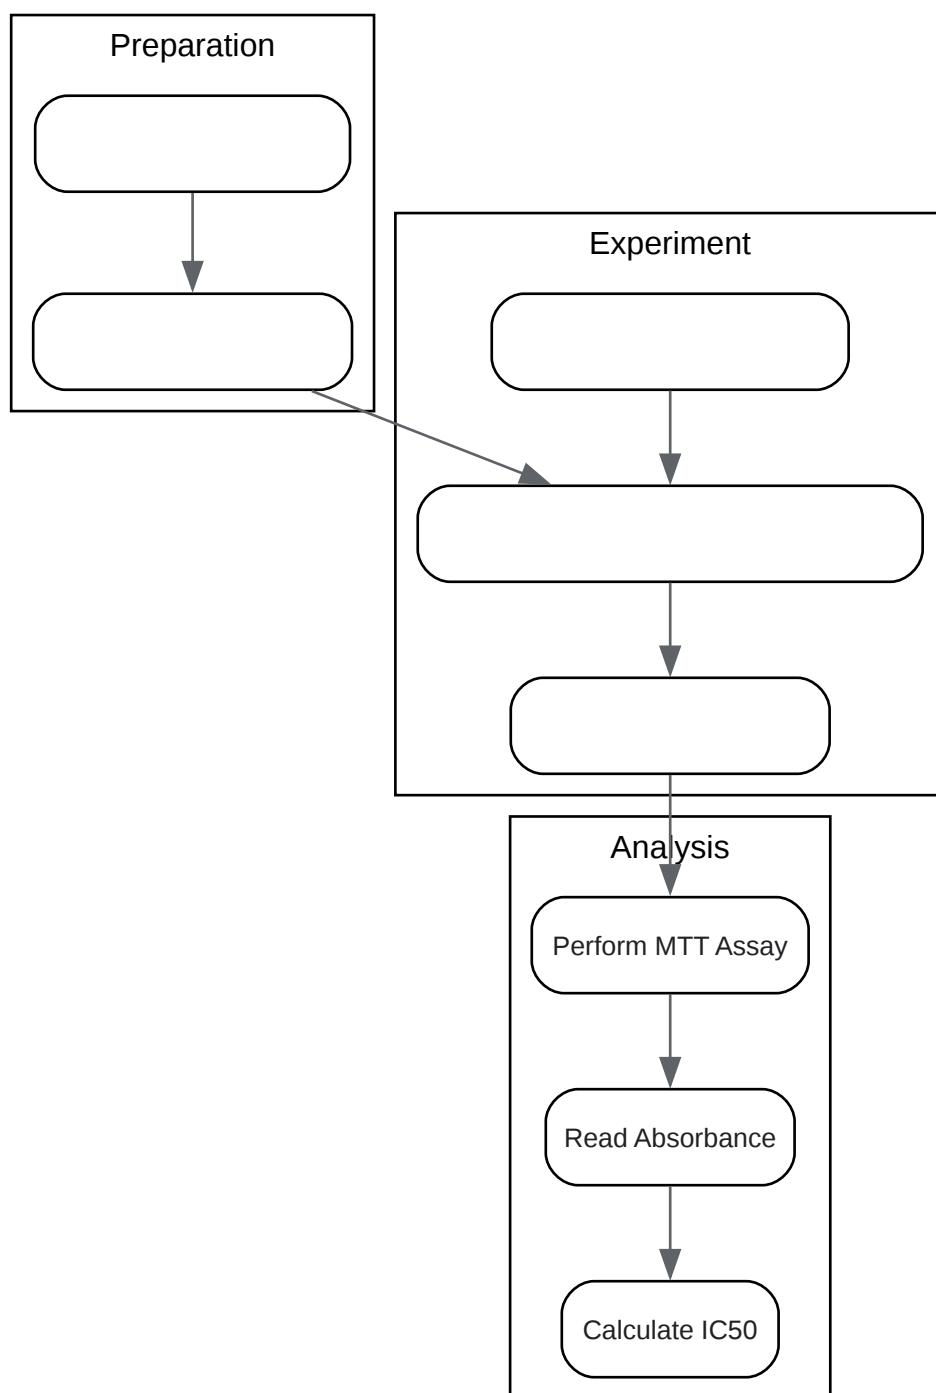 Preparation
Experiment
Analysis
Perform MTT Assay
Read Absorbance
Calculate IC50